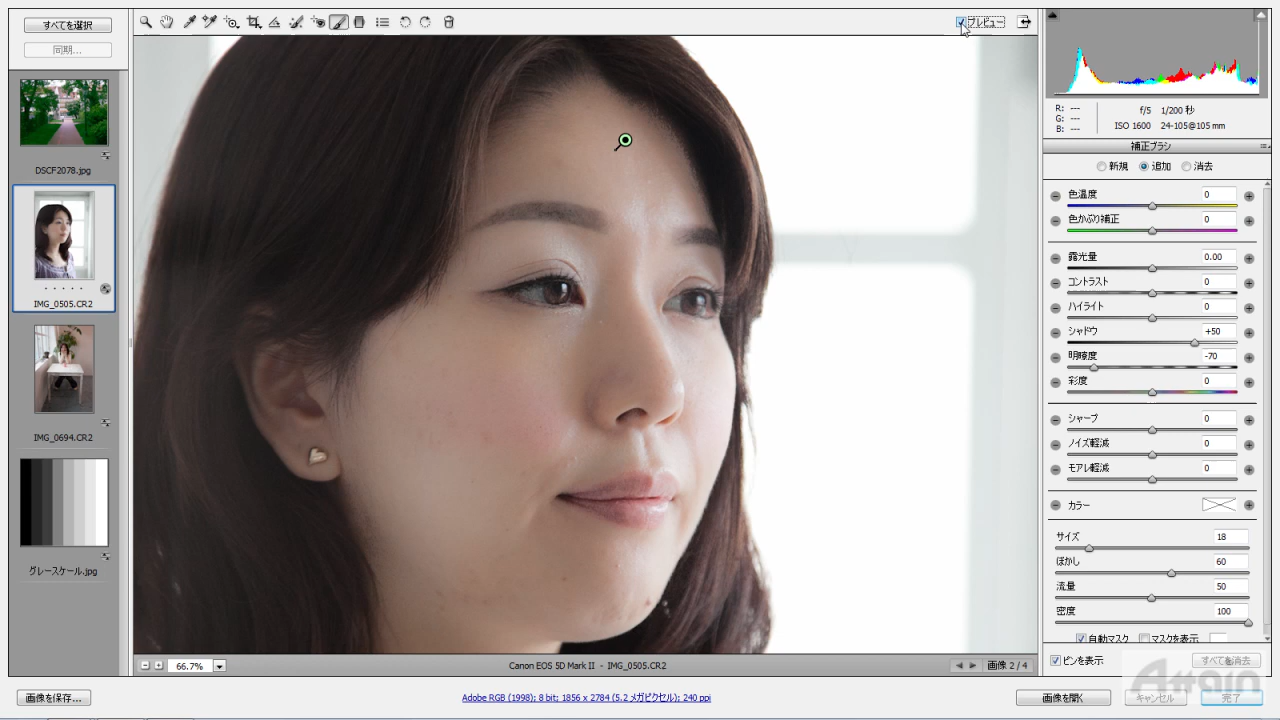 すべてを選択
同期...
プレビュー
DSCF2078.jpg
IMG_0505.CR2
IMG_0694.CR2
グレースケール.jpg
R: ---
G: ---
B: ---
f/5 1/200 秒
ISO 1600 24-105@105 mm
補正ブラシ
新規 追加 消去
色温度 0
色かぶり補正 0
露光量 0.00
コントラスト 0
ハイライト 0
シャドウ +50
明瞭度 -70
彩度 0
シャープ 0
ノイズ軽減 0
モアレ軽減 0
カラー
サイズ 18
ぼかし 60
流量 50
密度 100
自動マスク マスクを表示
ピンを表示 すべてを消去
66.7%
Canon EOS 5D Mark II - IMG_0505.CR2
画像 2 / 4
画像を保存...
Adobe RGB (1998); 8 bit; 1856 x 2784 (5.2 メガピクセル); 240 ppi
画像を開く キャンセル 完了
Attain